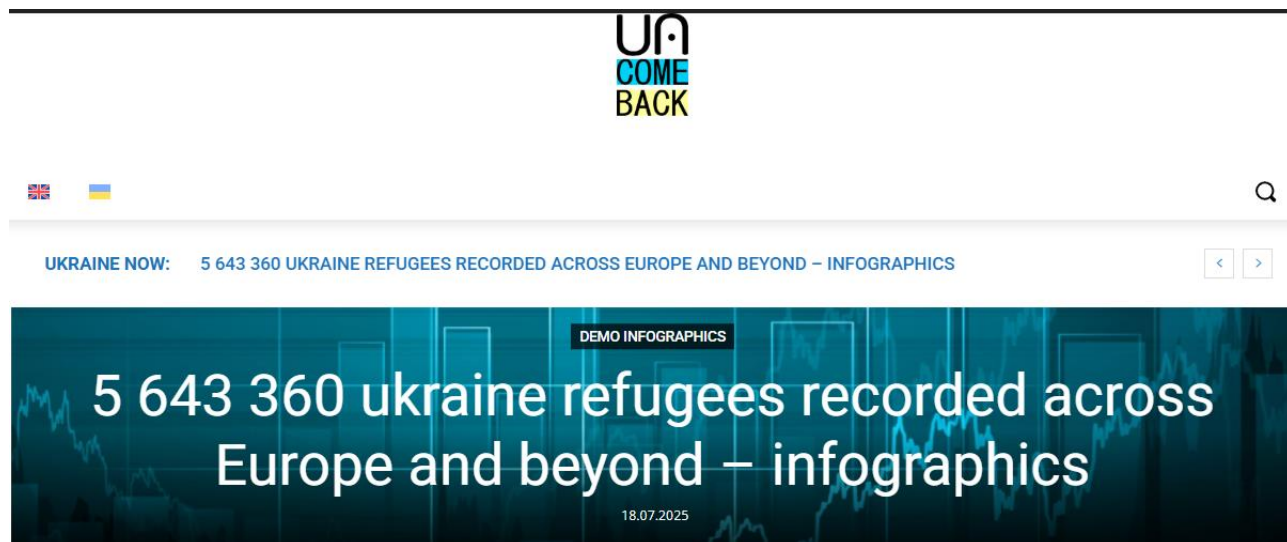 UA
COME
BACK
UKRAINE NOW: 5 643 360 UKRAINE REFUGEES RECORDED ACROSS EUROPE AND BEYOND – INFOGRAPHICS
DEMO INFOGRAPHICS
5 643 360 ukraine refugees recorded across
Europe and beyond – infographics
18.07.2025